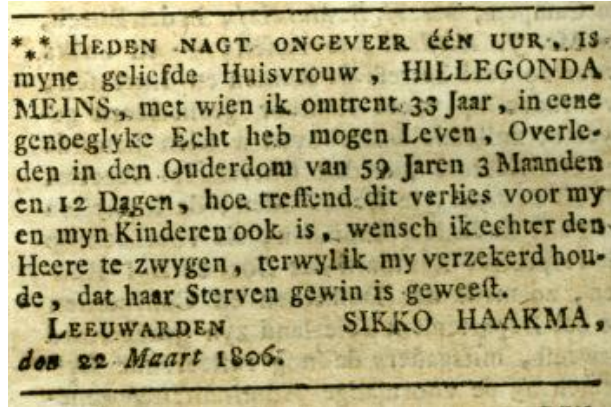 *** HEDEN NAGT ONGEVEER één UUR, IS
myne geliefde Huisvrouw, HILLEGONDA
MEINS, met wien ik omtrent 33 Jaar, in eene
genoeglyke Echt heb mogen Leven, Overle-
den in den Ouderdom van 59 Jaren 3 Maanden
en 12 Dagen, hoe treffend dit verlies voor my
en myn Kinderen ook is, wensch ik echter den
Heere te zwygen, terwyl ik my verzekerd hou-
de, dat haar Sterven gewin is geweeſt.
LEEUWARDEN SIKKO HAAKMA,
den 22 Maart 1806.